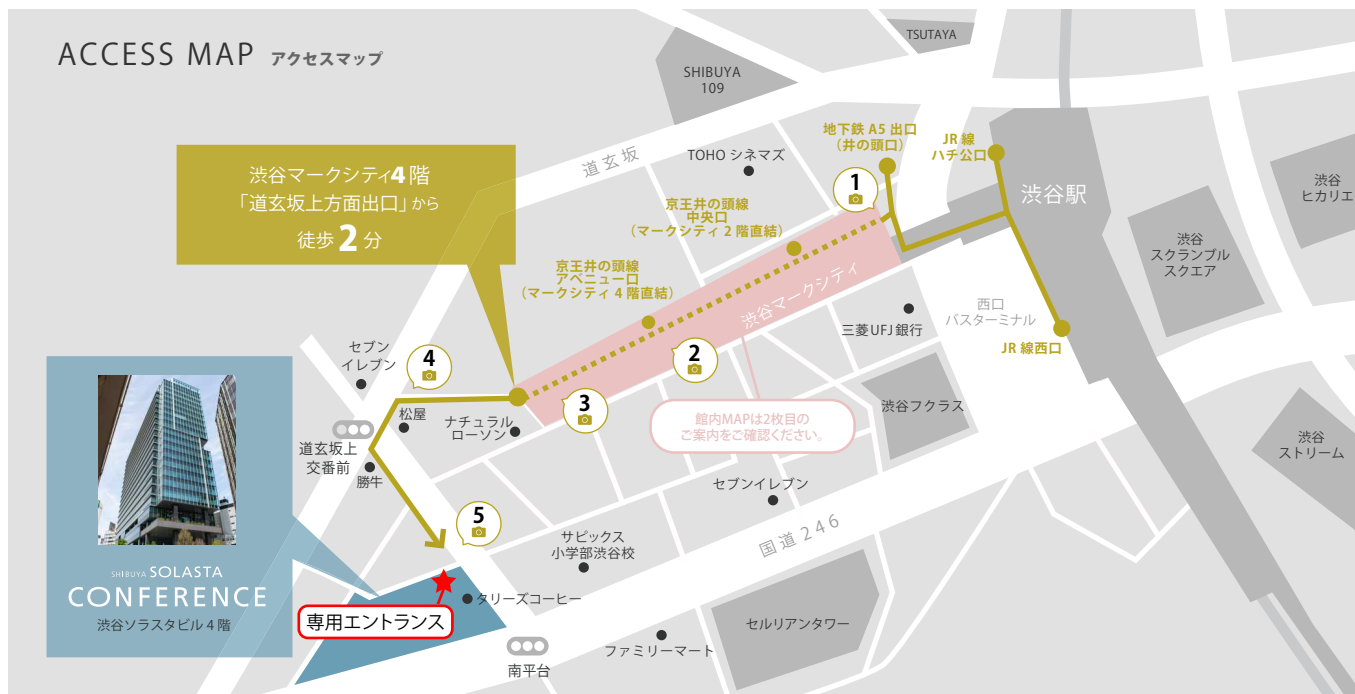 ACCESS MAP アクセスマップ
TSUTAYA
SHIBUYA
109
地下鉄 A5 出口
（井の頭口）
JR 線
ハチ公口
道玄坂
TOHO シネマズ
渋谷マークシティ4階
「道玄坂上方面出口」から
徒歩 2 分
1
渋谷駅
渋谷
ヒカリエ
京王井の頭線
中央口
（マークシティ 2 階直結）
渋谷
スクランブル
スクエア
京王井の頭線
アベニュー口
（マークシティ 4 階直結）
渋谷マークシティ
西口
バスターミナル
三菱UFJ 銀行
JR 線西口
セブン
イレブン
4
2
3
松屋
ナチュラル
ローソン
館内MAPは2枚目の
ご案内をご確認ください。
渋谷フクラス
渋谷
ストリーム
道玄坂上
交番前
勝牛
セブンイレブン
5
サピックス
小学部渋谷校
国道246
SHIBUYA SOLASTA
CONFERENCE
渋谷ソラスタビル 4 階
専用エントランス
タリーズコーヒー
セルリアンタワー
南平台
ファミリーマート